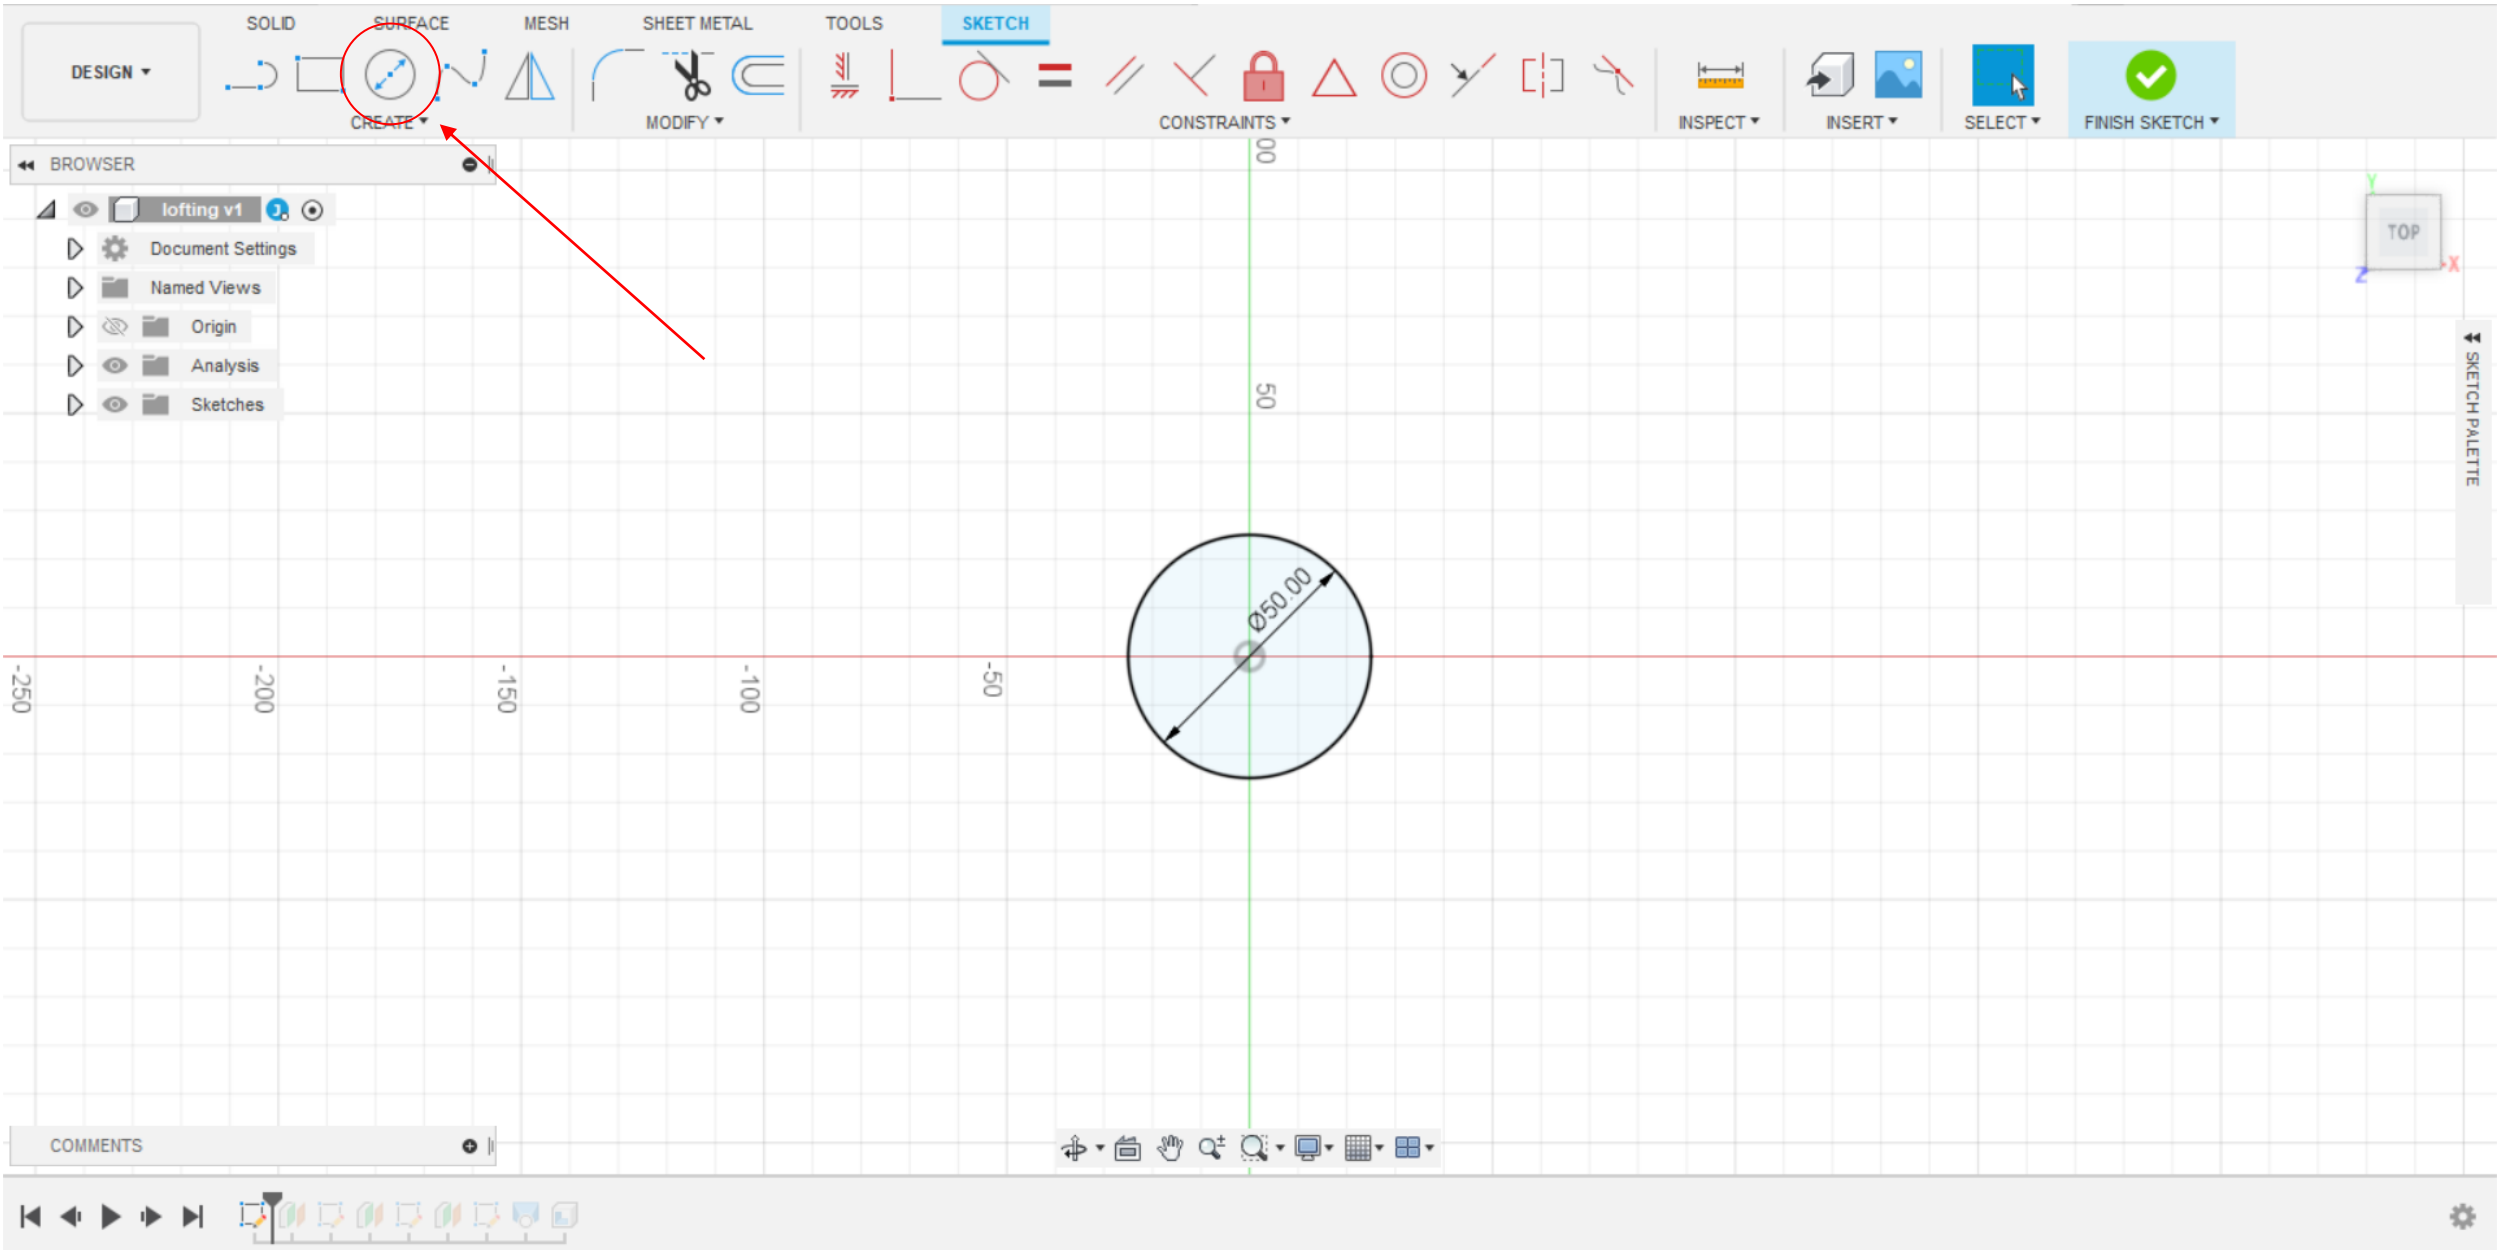 SOLID SURFACE MESH SHEET METAL TOOLS SKETCH
DESIGN
CREATE MODIFY CONSTRAINTS INSPECT INSERT SELECT FINISH SKETCH
BROWSER
lofting v1 J
Document Settings
Named Views
Origin
Analysis
Sketches
00
50
Ø50.00
-250 -200 -150 -100 -50
Y
TOP
X
Z
SKETCH PALETTE
COMMENTS